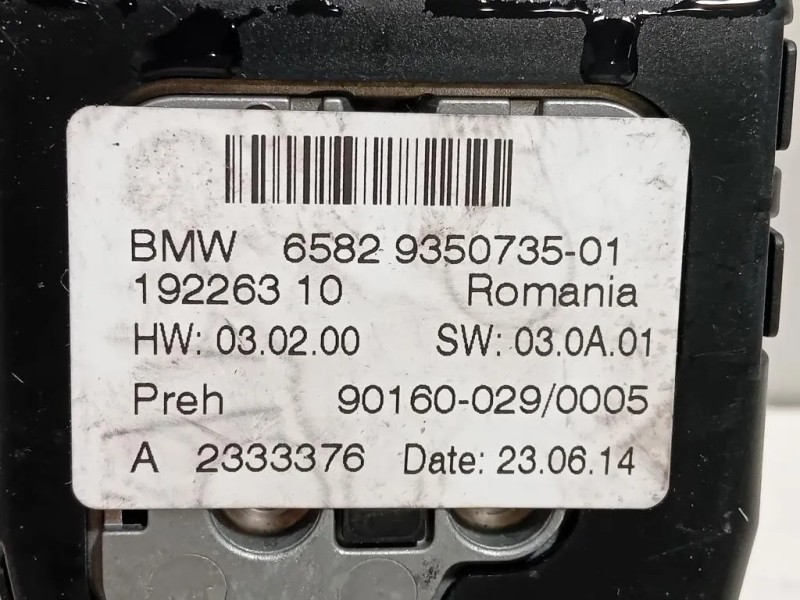 BMW 6582 9350735-01
192263 10 Romania
HW: 03.02.00 SW: 03.0A.01
Preh 90160-029/0005
A 2333376 Date: 23.06.14